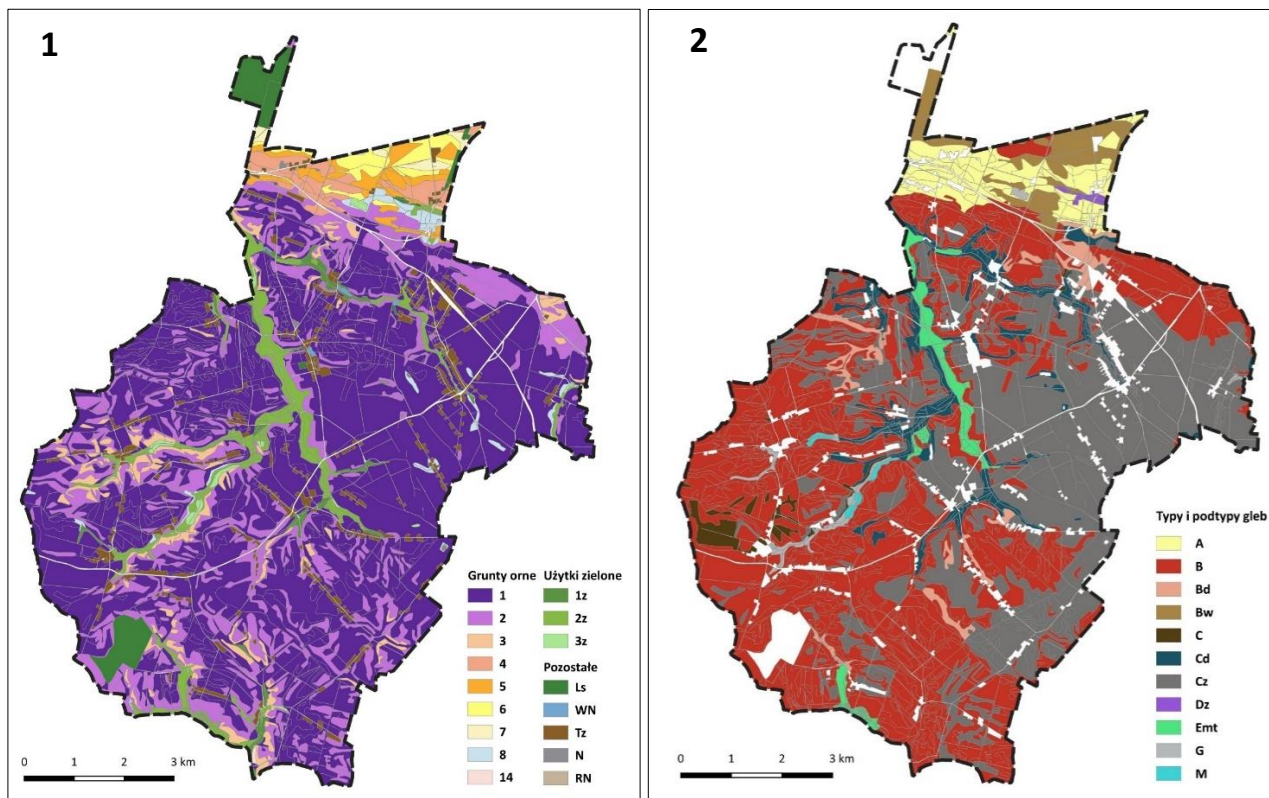 1
Grunty orne
1
2
3
4
5
6
7
8
14
Użytki zielone
1z
2z
3z
Pozostałe
Ls
WN
Tz
N
RN
0 1 2 3 km
2
Typy i podtypy gleb
A
B
Bd
Bw
C
Cd
Cz
Dz
Emt
G
M
0 1 2 3 km